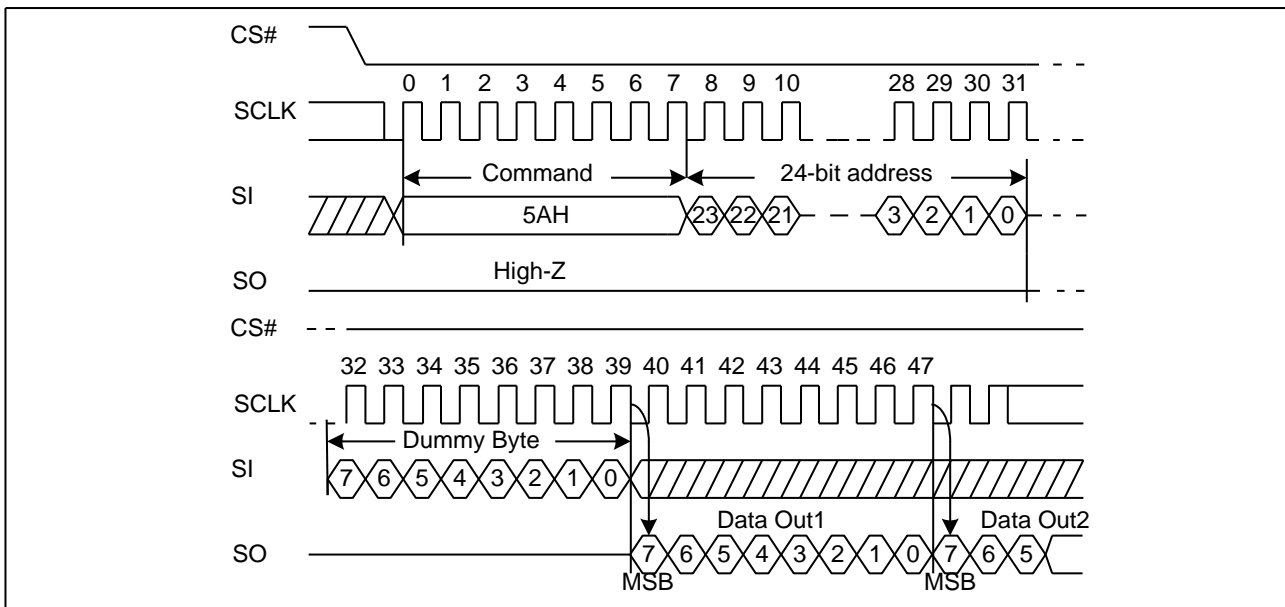 CS#
0 1 2 3 4 5 6 7 8 9 10 28 29 30 31
SCLK
Command 24-bit address
SI
5AH 23 22 21 3 2 1 0
High-Z
SO
CS#
32 33 34 35 36 37 38 39 40 41 42 43 44 45 46 47
SCLK
Dummy Byte
SI
7 6 5 4 3 2 1 0
Data Out1 Data Out2
SO
7 6 5 4 3 2 1 0 7 6 5
MSB MSB